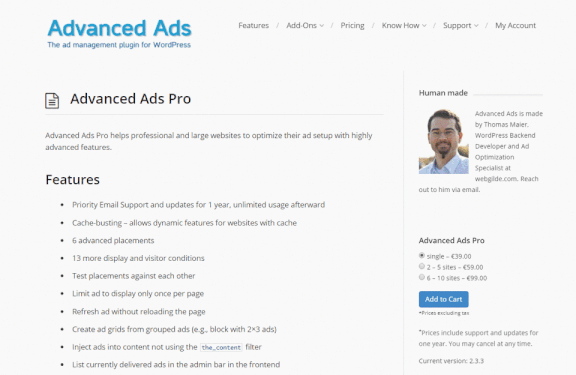 Advanced Ads
The ad management plugin for WordPress
Features / Add-Ons / Pricing / Know How / Support / My Account
Advanced Ads Pro
Advanced Ads Pro helps professional and large websites to optimize their ad setup with highly
advanced features.
Features
• Priority Email Support and updates for 1 year, unlimited usage afterward
• Cache-busting – allows dynamic features for websites with cache
• 6 advanced placements
• 13 more display and visitor conditions
• Test placements against each other
• Limit ad to display only once per page
• Refresh ad without reloading the page
• Create ad grids from grouped ads (e.g., block with 2×3 ads)
• Inject ads into content not using the the_content filter
• List currently delivered ads in the admin bar in the frontend
Human made
Advanced Ads is made
by Thomas Maier,
WordPress Backend
Developer and Ad
Optimization
Specialist at
webgilde.com. Reach
out to him via email.
Advanced Ads Pro
single – €39.00
2 – 5 sites – €59.00
6 – 10 sites – €99.00
Add to Cart
*Prices excluding tax
*Prices include support and updates for
one year. You may cancel at any time.
Current version: 2.3.3